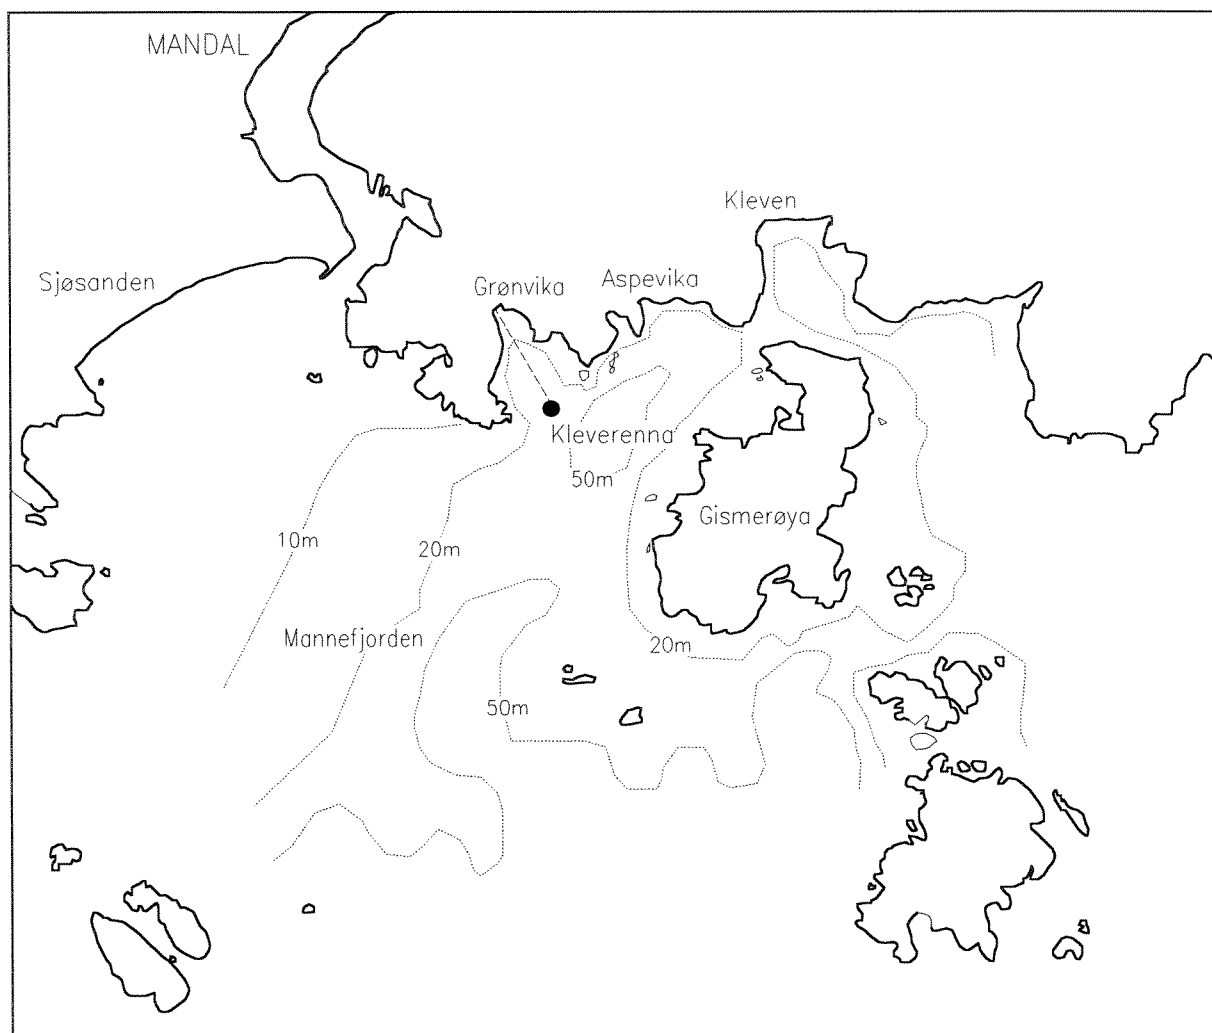 MANDAL
Kleven
Sjøsanden
Grønvika
Aspevika
Kleverenna
50m
Gismerøya
10m
20m
Mannefjorden
20m
50m